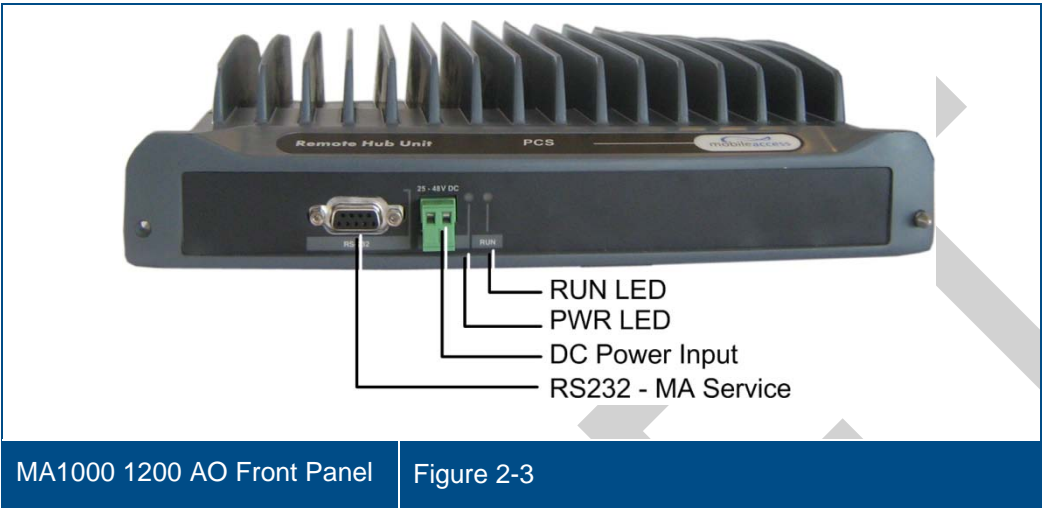 Remote Hub Unit PCS mobileaccess
25 - 48V DC
RUN
RUN LED
PWR LED
DC Power Input
RS232 - MA Service
MA1000 1200 AO Front Panel Figure 2-3